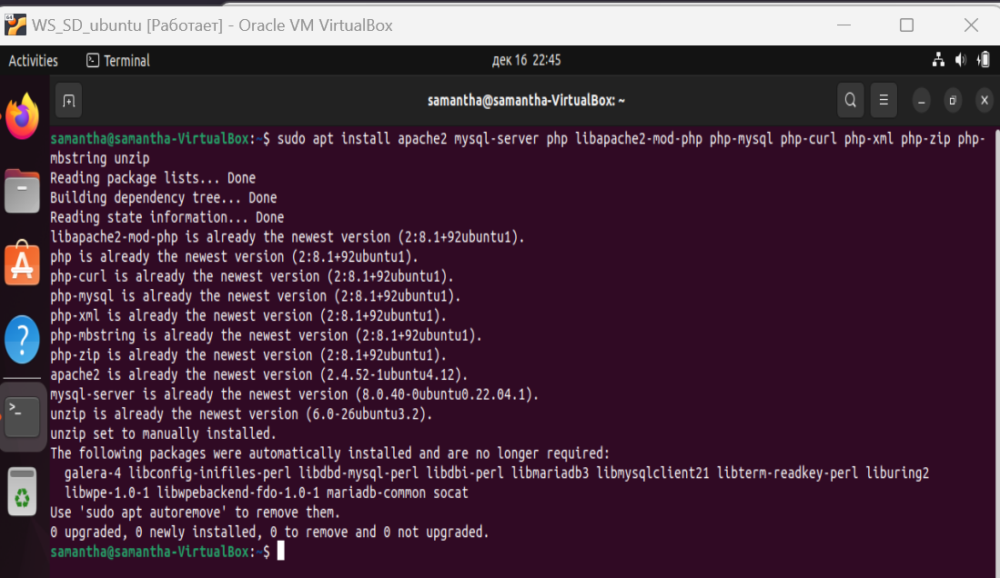 64
WS_SD_ubuntu [Работает] - Oracle VM VirtualBox
Activities
Terminal
дек 16 22:45
samantha@samantha-VirtualBox: ~
samantha@samantha-VirtualBox:~$ sudo apt install apache2 mysql-server php libapache2-mod-php php-mysql php-curl php-xml php-zip php-
mbstring unzip
Reading package lists... Done
Building dependency tree... Done
Reading state information... Done
libapache2-mod-php is already the newest version (2:8.1+92ubuntu1).
php is already the newest version (2:8.1+92ubuntu1).
php-curl is already the newest version (2:8.1+92ubuntu1).
php-mysql is already the newest version (2:8.1+92ubuntu1).
php-xml is already the newest version (2:8.1+92ubuntu1).
php-mbstring is already the newest version (2:8.1+92ubuntu1).
php-zip is already the newest version (2:8.1+92ubuntu1).
apache2 is already the newest version (2.4.52-1ubuntu4.12).
mysql-server is already the newest version (8.0.40-0ubuntu0.22.04.1).
unzip is already the newest version (6.0-26ubuntu3.2).
unzip set to manually installed.
The following packages were automatically installed and are no longer required:
  galera-4 libconfig-inifiles-perl libdbd-mysql-perl libdbi-perl libmariadb3 libmysqlclient21 libterm-readkey-perl liburing2
  libwpe-1.0-1 libwpebackend-fdo-1.0-1 mariadb-common socat
Use 'sudo apt autoremove' to remove them.
0 upgraded, 0 newly installed, 0 to remove and 0 not upgraded.
samantha@samantha-VirtualBox:~$